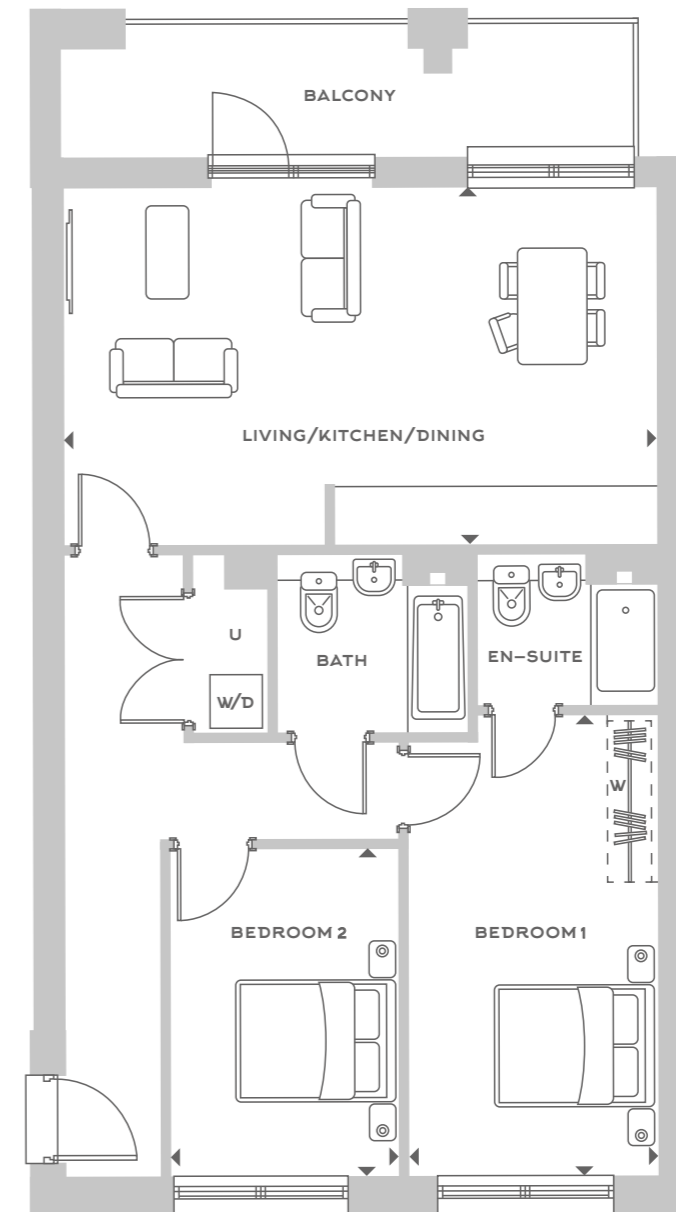 BALCONY
LIVING/KITCHEN/DINING
U
BATH
EN-SUITE
W/D
W
BEDROOM 2
BEDROOM 1